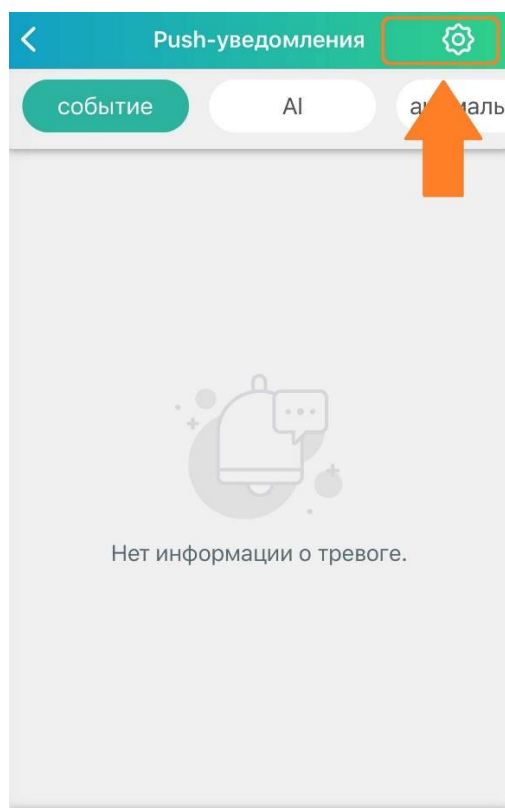 Push-уведомления
событие
AI
Нет информации о тревоге.